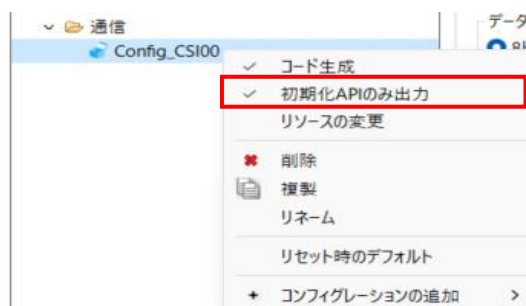 通信
データ
Config_CSI00
コード生成
初期化APIのみ出力
リソースの変更
削除
複製
リネーム
リセット時のデフォルト
コンフィグレーションの追加